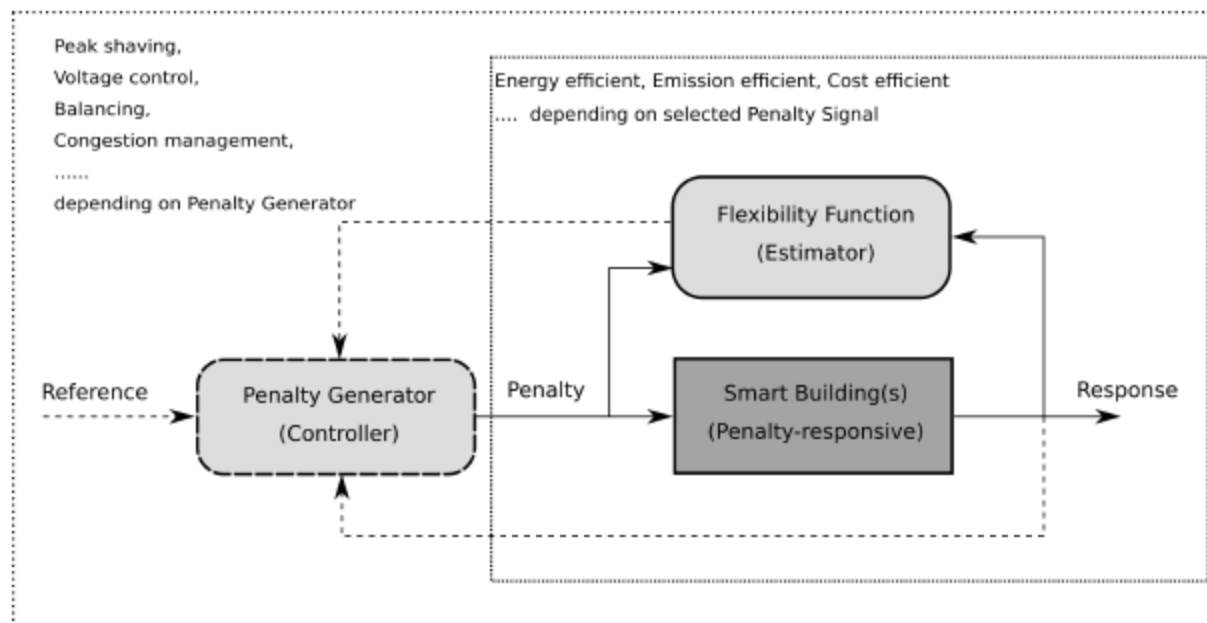 Peak shaving,
Voltage control,
Balancing,
Congestion management,
......
depending on Penalty Generator
Energy efficient, Emission efficient, Cost efficient
.... depending on selected Penalty Signal
Flexibility Function
(Estimator)
Reference
Penalty Generator
(Controller)
Penalty
Smart Building(s)
(Penalty-responsive)
Response